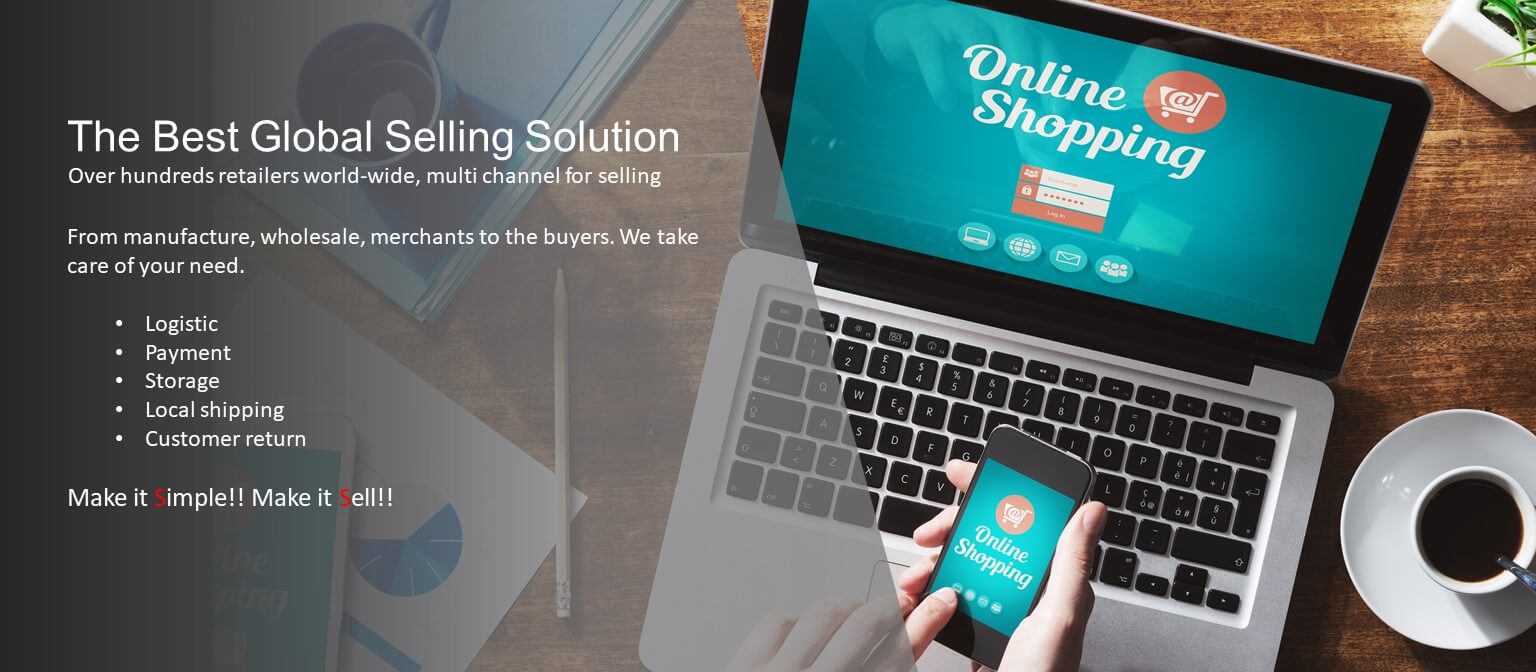 The Best Global Selling Solution
Over hundreds retailers world-wide, multi channel for selling
From manufacture, wholesale, merchants to the buyers. We take
care of your need.
• Logistic
• Payment
• Storage
• Local shipping
• Customer return
Make it Simple!! Make it Sell!!
Online
Shopping
Username
Log in
Online
Shopping